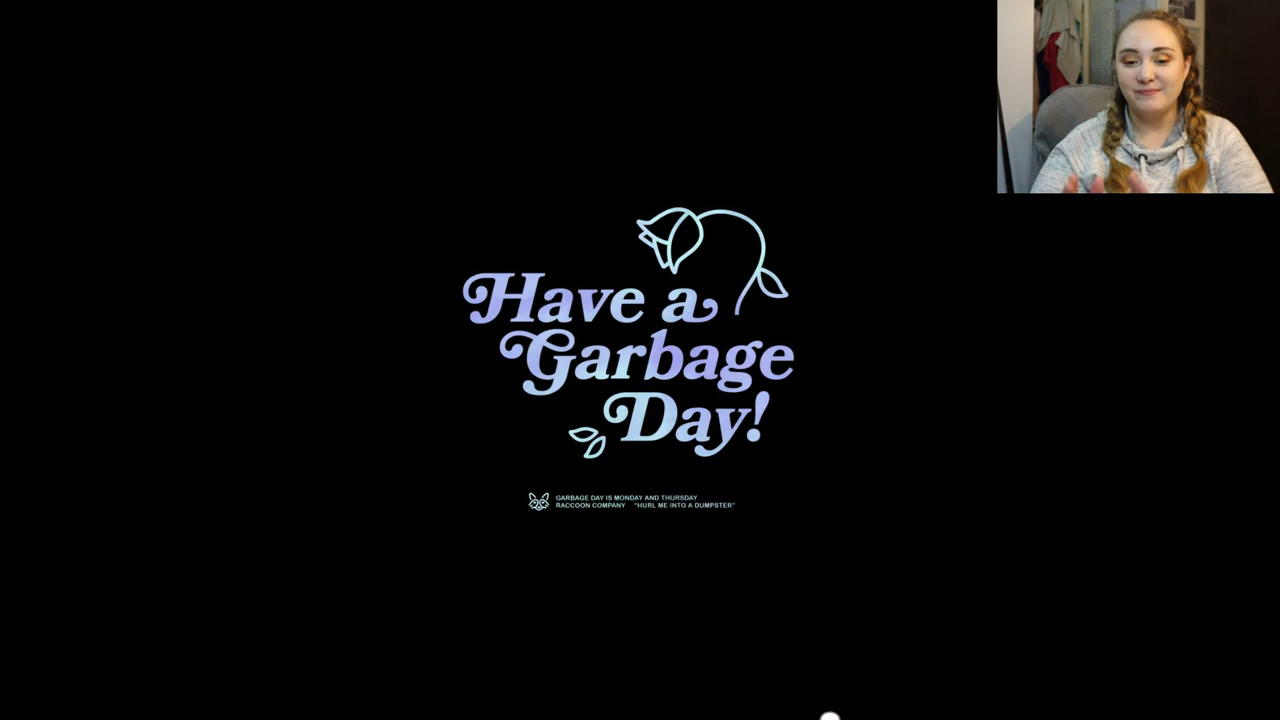 Have a
Garbage
Day!
GARBAGE DAY IS MONDAY AND THURSDAY
RACCOON COMPANY "HURL ME INTO A DUMPSTER"